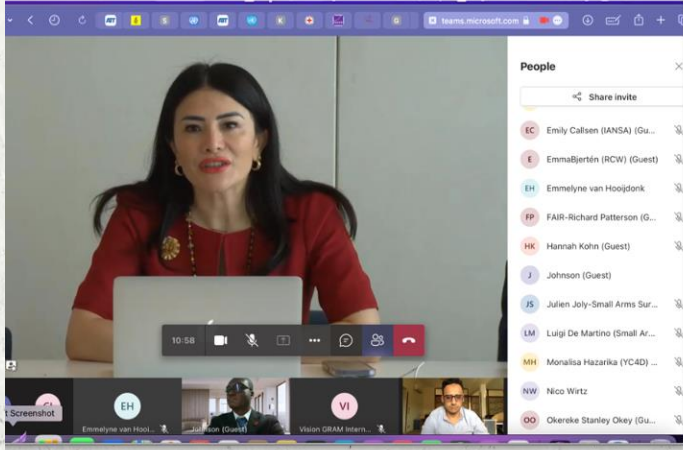 teams.microsoft.com
People
Share invite
EC Emily Callsen (IANSA) (Gu...
E EmmaBjertén (RCW) (Guest)
EH Emmelyne van Hooijdonk
FP FAIR-Richard Patterson (G...
HK Hannah Kohn (Guest)
J Johnson (Guest)
JS Julien Joly-Small Arms Sur...
LM Luigi De Martino (Small Ar...
MH Monalisa Hazarika (YC4D) ...
NW Nico Wirtz
OO Okereke Stanley Okey (Gu...
10:58
EH
VI
t Screenshot
Emmelyne van Hooi...
Johnson (Guest)
Vision GRAM Intern...